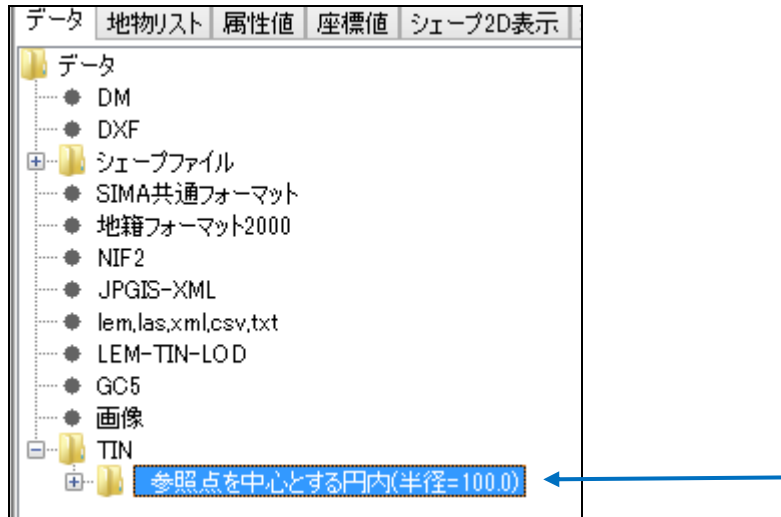 データ 地物リスト 属性値 座標値 シェープ2D表示
データ
DM
DXF
シェープファイル
SIMA共通フォーマット
地籍フォーマット2000
NIF2
JPGIS-XML
lem,las,xml,csv,txt
LEM-TIN-LOD
GC5
画像
TIN
参照点を中心とする円内(半径=100.0)